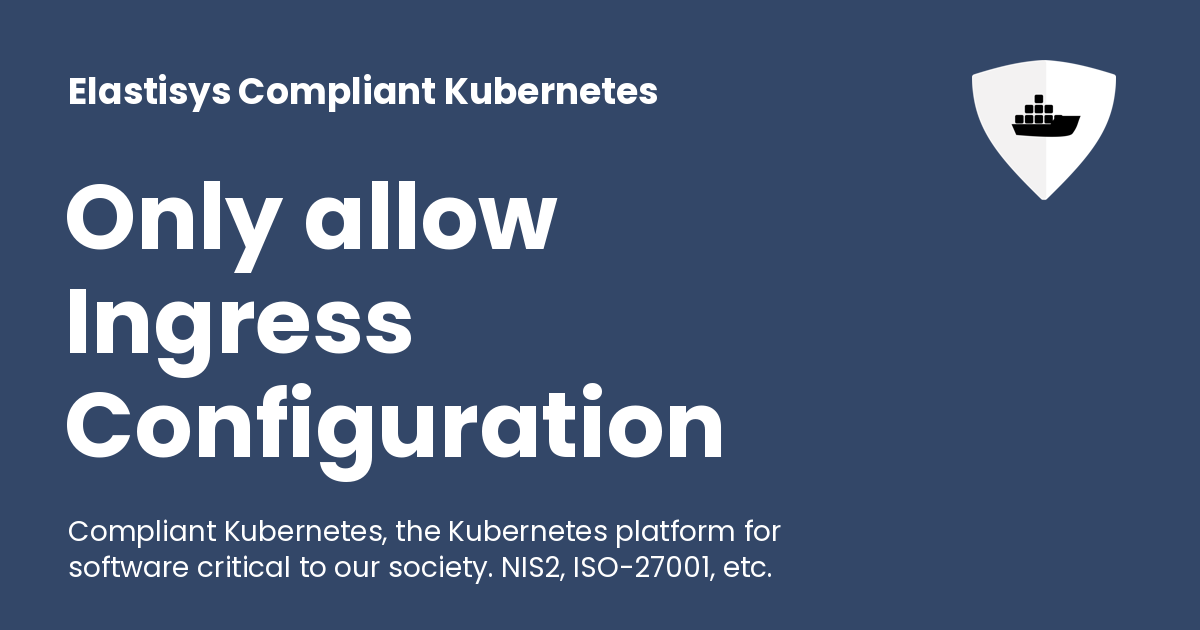 Elastisys Compliant Kubernetes
Only allow
Ingress
Configuration
Compliant Kubernetes, the Kubernetes platform for
software critical to our society. NIS2, ISO-27001, etc.